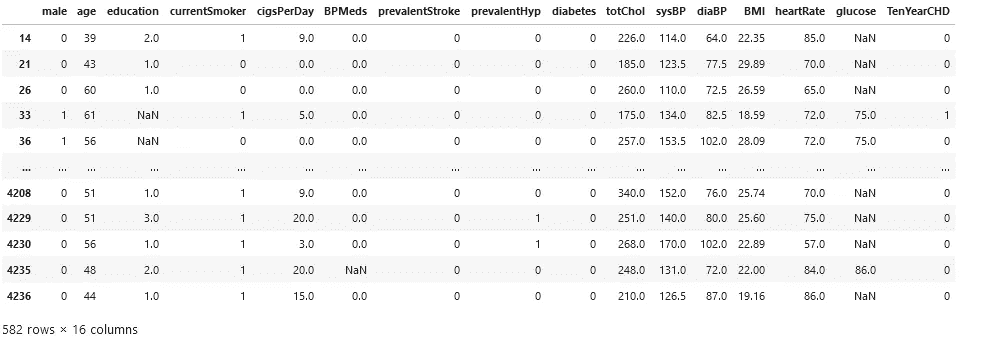 male age education currentSmoker cigsPerDay BPMeds prevalentStroke prevalentHyp diabetes totChol sysBP diaBP BMI heartRate glucose TenYearCHD
14 0 39 2.0 1 9.0 0.0 0 0 0 226.0 114.0 64.0 22.35 85.0 NaN 0
21 0 43 1.0 0 0.0 0.0 0 0 0 185.0 123.5 77.5 29.89 70.0 NaN 0
26 0 60 1.0 0 0.0 0.0 0 0 0 260.0 110.0 72.5 26.59 65.0 NaN 0
33 1 61 NaN 1 5.0 0.0 0 0 0 175.0 134.0 82.5 18.59 72.0 75.0 1
36 1 56 NaN 0 0.0 0.0 0 1 0 257.0 153.5 102.0 28.09 72.0 75.0 0
... ... ... ... ... ... ... ... ... ... ... ... ... ... ... ... ...
4208 0 51 1.0 1 9.0 0.0 0 0 0 340.0 152.0 76.0 25.74 70.0 NaN 0
4229 0 51 3.0 1 20.0 0.0 0 1 0 251.0 140.0 80.0 25.60 75.0 NaN 0
4230 0 56 1.0 1 3.0 0.0 0 1 0 268.0 170.0 102.0 22.89 57.0 NaN 0
4235 0 48 2.0 1 20.0 NaN 0 0 0 248.0 131.0 72.0 22.00 84.0 86.0 0
4236 0 44 1.0 1 15.0 0.0 0 0 0 210.0 126.5 87.0 19.16 86.0 NaN 0
582 rows × 16 columns